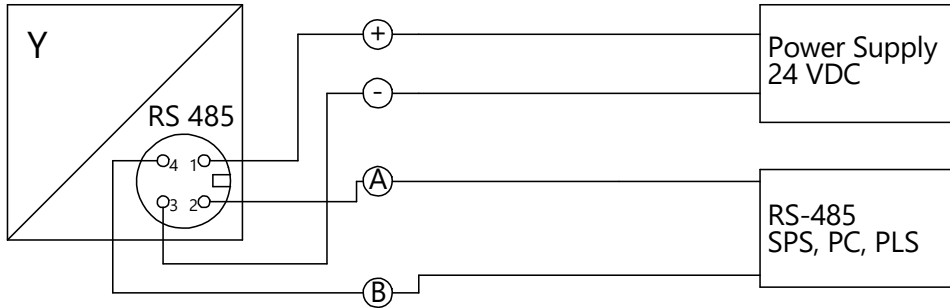 Y
+
Power Supply
24 VDC
-
RS 485
4 1
3 2
A
RS-485
SPS, PC, PLS
B